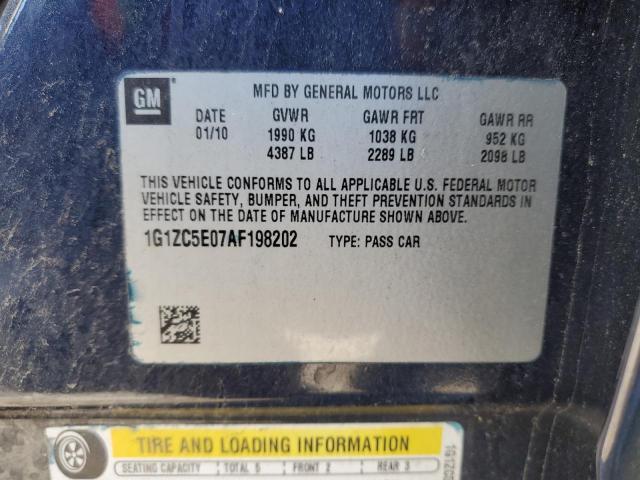 GM
MFD BY GENERAL MOTORS LLC
DATE GVWR GAWR FRT GAWR RR
01/10 1990 KG 1038 KG 952 KG
4387 LB 2289 LB 2098 LB
THIS VEHICLE CONFORMS TO ALL APPLICABLE U.S. FEDERAL MOTOR
VEHICLE SAFETY, BUMPER, AND THEFT PREVENTION STANDARDS IN
EFFECT ON THE DATE OF MANUFACTURE SHOWN ABOVE.
1G1ZC5E07AF198202 TYPE: PASS CAR
TIRE AND LOADING INFORMATION
SEATING CAPACITY TOTAL 5 FRONT 2 REAR 3